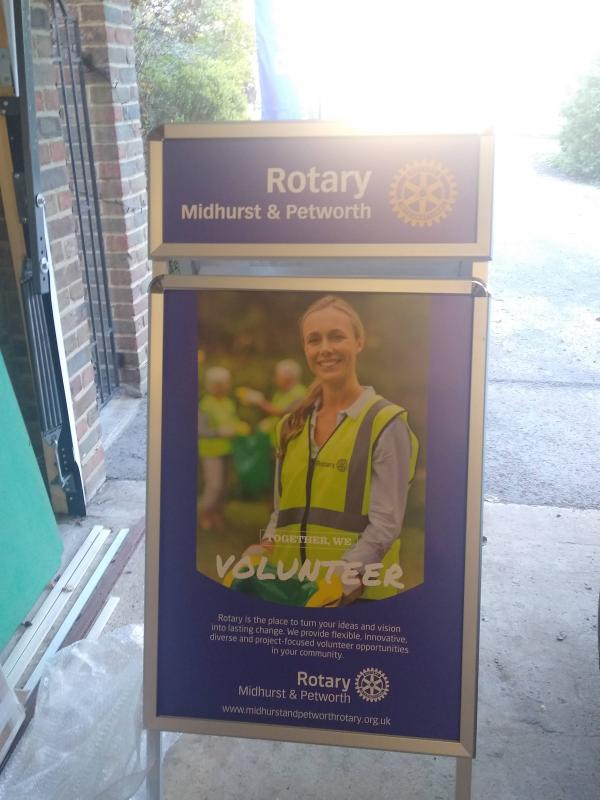 Rotary
Midhurst & Petworth
Rotary
TOGETHER, WE
VOLUNTEER
Rotary is the place to turn your ideas and vision
into lasting change. We provide flexible, innovative,
diverse and project-focused volunteer opportunities
in your community.
Rotary
Midhurst & Petworth
www.midhurstandpetworthrotary.org.uk